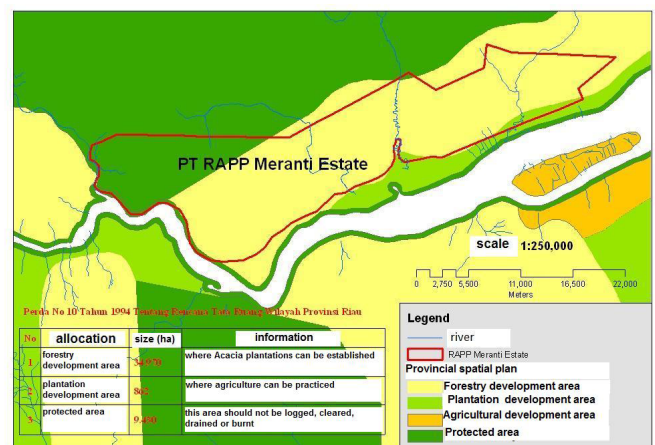 PT RAPP Meranti Estate
scale 1:250,000
0 2,750 5,500 11,000 16,500 22,000
Meters
Perda No 10 Tahun 1994 Tentang Rencana Tata Ruang Wilayah Provinsi Riau
No allocation size (ha) information
1 forestry development area where Acacia plantations can be established
2 plantation development area 862 where agriculture can be practiced
3 protected area 9,490 this area should not be logged, cleared,
drained or burnt
Legend
river
RAPP Meranti Estate
Provincial spatial plan
Forestry development area
Plantation development area
Agricultural development area
Protected area